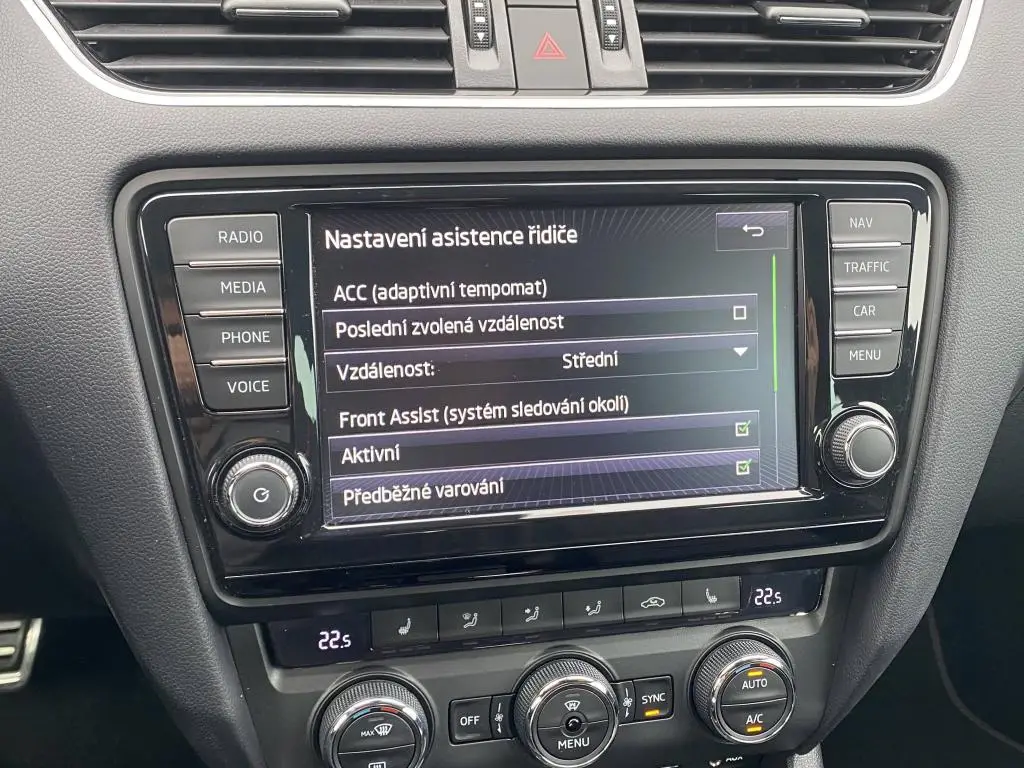 RADIO
MEDIA
PHONE
VOICE
Nastavení asistence řidiče
ACC (adaptivní tempomat)
Poslední zvolená vzdálenost
Vzdálenost: Střední
Front Assist (systém sledování okolí)
Aktivní
Předběžné varování
NAV
TRAFFIC
CAR
MENU
22.5
22.5
MAX
OFF
MENU
SYNC
AUTO
A/C
AUX